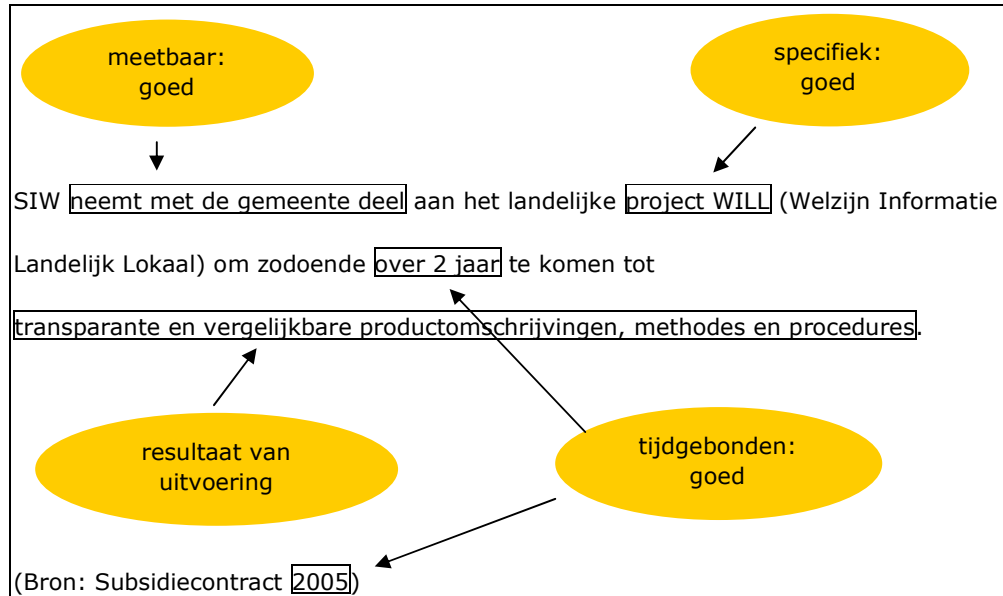 meetbaar:
goed
specifiek:
goed
SIW neemt met de gemeente deel aan het landelijke project WILL (Welzijn Informatie
Landelijk Lokaal) om zodoende over 2 jaar te komen tot
transparante en vergelijkbare productomschrijvingen, methodes en procedures.
resultaat van
uitvoering
tijdgebonden:
goed
(Bron: Subsidiecontract 2005)